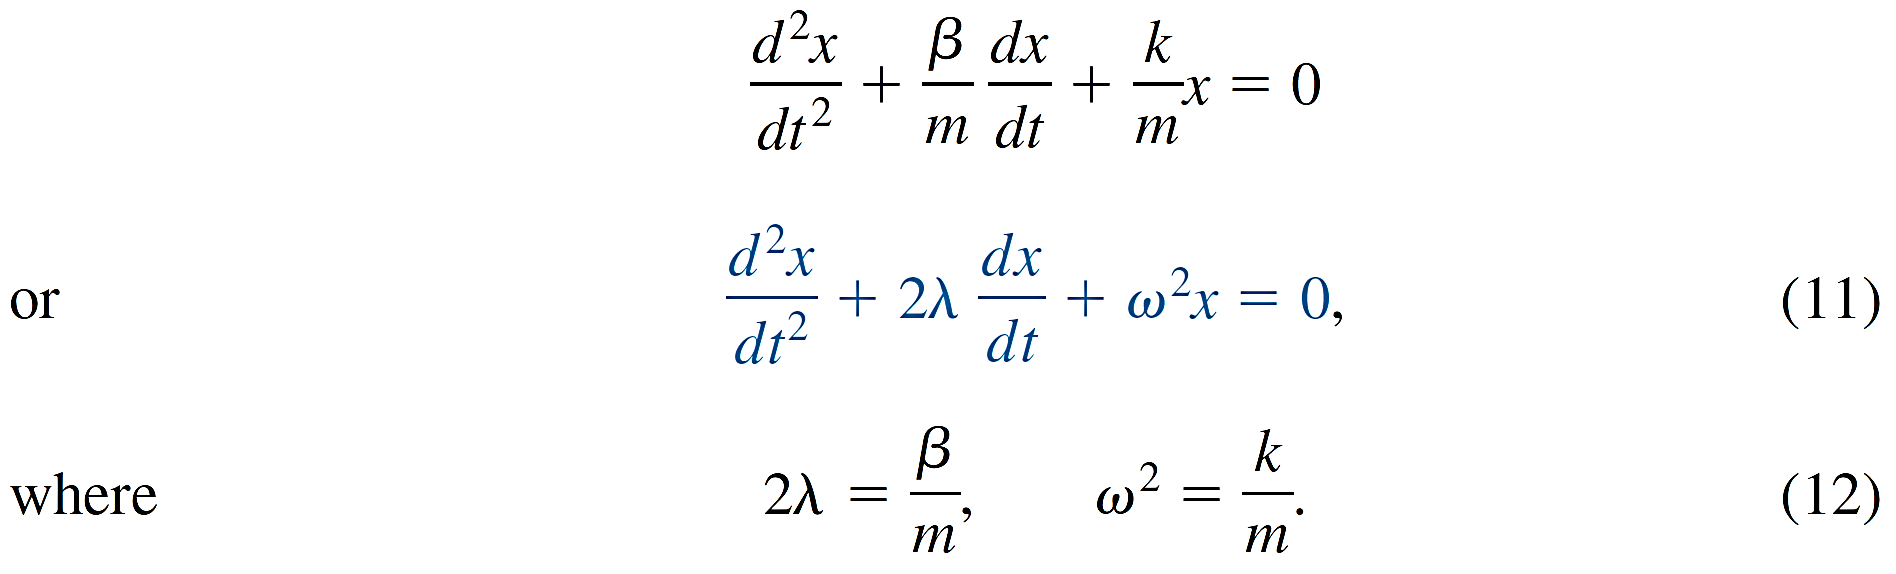 d²x/dt² + β/m dx/dt + k/m x = 0
or d²x/dt² + 2λ dx/dt + ω²x = 0, (11)
where 2λ = β/m, ω² = k/m. (12)